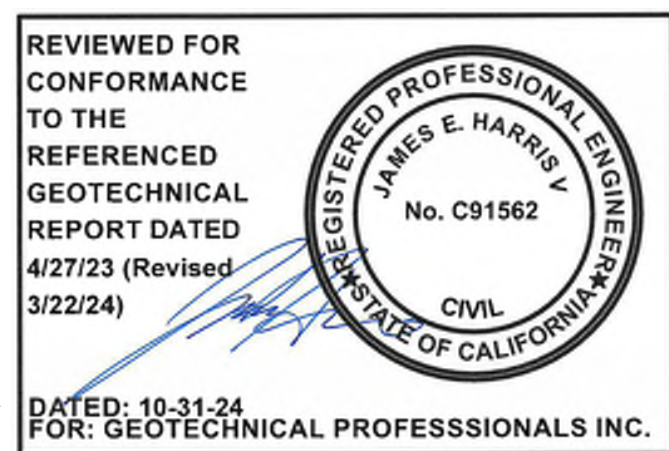 REVIEWED FOR
CONFORMANCE
TO THE
REFERENCED
GEOTECHNICAL
REPORT DATED
4/27/23 (Revised
3/22/24)
DATED: 10-31-24
FOR: GEOTECHNICAL PROFESSSIONALS INC.
REGISTERED PROFESSIONAL ENGINEER
JAMES E. HARRIS V
No. C91562
CIVIL
STATE OF CALIFORNIA